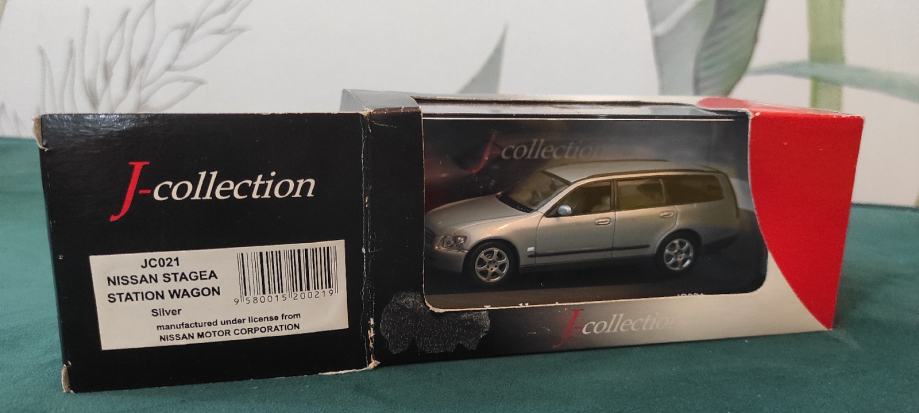 J-collection
JC021
NISSAN STAGEA
STATION WAGON
Silver
manufactured under license from
NISSAN MOTOR CORPORATION
9 580015 200219
J-collection
J-collection